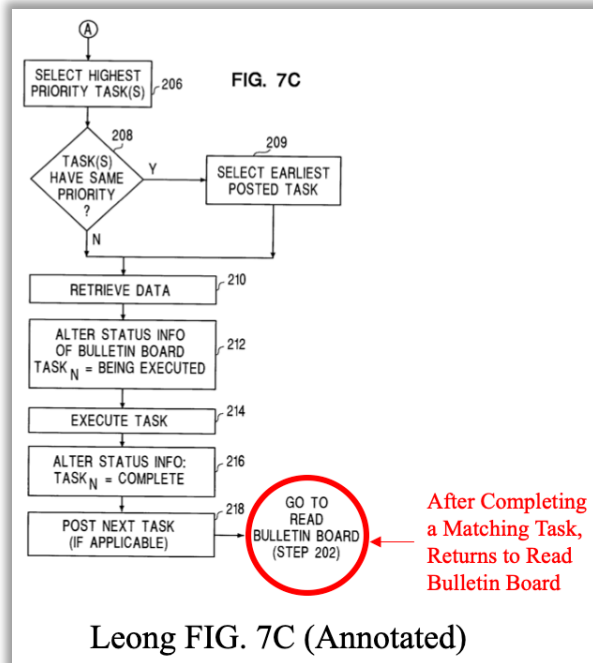 A
SELECT HIGHEST
PRIORITY TASK(S)
206
FIG. 7C
208
TASK(S)
HAVE SAME
PRIORITY
?
Y
N
209
SELECT EARLIEST
POSTED TASK
RETRIEVE DATA
210
ALTER STATUS INFO
OF BULLETIN BOARD
TASK N = BEING EXECUTED
212
EXECUTE TASK
214
ALTER STATUS INFO:
TASK N = COMPLETE
216
POST NEXT TASK
(IF APPLICABLE)
218
GO TO
READ
BULLETIN BOARD
(STEP 202)
After Completing
a Matching Task,
Returns to Read
Bulletin Board
Leong FIG. 7C (Annotated)